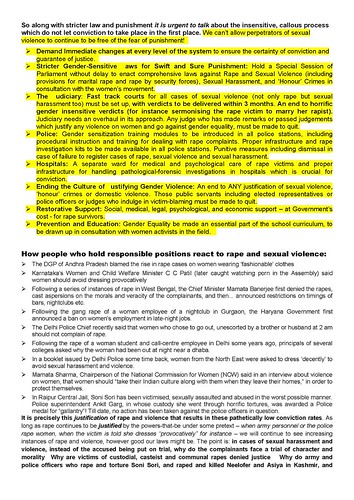 So along with stricter law and punishment it is urgent to talk about the insensitive, callous process
which do not let conviction to take place in the first place. We can't allow perpetrators of sexual
violence to continue to be free of the fear of punishment!
Demand Immediate changes at every level of the system to ensure the certainty of conviction and
guarantee of justice.
Stricter Gender-Sensitive aws for Swift and Sure Punishment: Hold a Special Session of
Parliament without delay to enact comprehensive laws against Rape and Sexual Violence (including
provisions for marital rape and rape by security forces), Sexual Harassment, and 'Honour' Crimes in
consultation with the women's movement.
The udiciary: Fast track courts for all cases of sexual violence (not only rape but sexual
harassment too) must be set up, with verdicts to be delivered within 3 months. An end to horrific
gender insensitive verdicts (for instance sermonising the rape victim to marry her rapist).
Judiciary needs an overhaul in its approach. Any judge who has made remarks or passed judgements
which justify any violence on women and go against gender equality, must be made to quit.
Police: Gender sensitization training modules to be introduced in all police stations, including
procedural instruction and training for dealing with rape complaints. Proper infrastructure and rape
investigation kits to be made available in all police stations. Punitive measures including dismissal in
case of failure to register cases of rape, sexual violence and sexual harassment.
Hospitals: A separate ward for medical and psychological care of rape victims and proper
infrastructure for handling pathological-forensic investigations in hospitals which is crucial for
conviction.
Ending the Culture of ustifying Gender Violence: An end to ANY justification of sexual violence,
'honour' crimes or domestic violence. Those public servants including elected representatives or
police officers or judges who indulge in victim-blaming must be made to quit.
Restorative Support: Social, medical, legal, psychological, and economic support – at Government's
cost - for rape survivors.
Prevention and Education: Gender Equality be made an essential part of the school curriculum, to
be drawn up in consultation with women activists in the field.
How people who hold responsible positions react to rape and sexual violence:
The DGP of Andhra Pradesh blamed the rise in rape cases on women wearing 'fashionable' clothes
Karnataka's Women and Child Welfare Minister C C Patil (later caught watching porn in the Assembly) said
women should avoid dressing provocatively
Following a series of instances of rape in West Bengal, the Chief Minister Mamata Banerjee first denied the rapes,
cast aspersions on the morals and veracity of the complainants, and then... announced restrictions on timings of
bars, nightclubs etc.
Following the gang rape of a woman employee of a nightclub in Gurgaon, the Haryana Government first
announced a ban on women's employment in late-night jobs.
The Delhi Police Chief recently said that women who chose to go out, unescorted by a brother or husband at 2 am
should not complain of rape.
Following the rape of a woman student and call-centre employee in Delhi some years ago, principals of several
colleges asked why the woman had been out at night near a dhaba
In a booklet issued by Delhi Police some time back, women from the North East were asked to dress 'decently' to
avoid sexual harassment and violence.
Mamata Sharma, Chairperson of the National Commission for Women (NCW) said in an interview about violence
on women, that women should "take their Indian culture along with them when they leave their homes," in order to
protect themselves.
In Raipur Central Jail, Soni Sori has been victimised, sexually assaulted and abused in the worst possible manner.
Police superintendent Ankit Garg, in whose custody she went through horrific tortures, was awarded a Police
medal for "gallantry"! Till date, no action has been taken against the police officers in question.
It is precisely this justification of rape and violence that results in these pathetically low conviction rates. As
long as rape continues to be justified by the powers-that-be under some pretext – when army personnel or the police
rape women, when the victim is told she dresses "provocatively" for instance – we will continue to see increasing
instances of rape and violence, however good our laws might be. The point is: in cases of sexual harassment and
violence, instead of the accused being put on trial, why do the complainants face a trial of character and
morality Why are victims of custodial, casteist and communal rapes denied justice Why do army and
police officers who rape and torture Soni Sori, and raped and killed Neelofer and Asiya in Kashmir, and